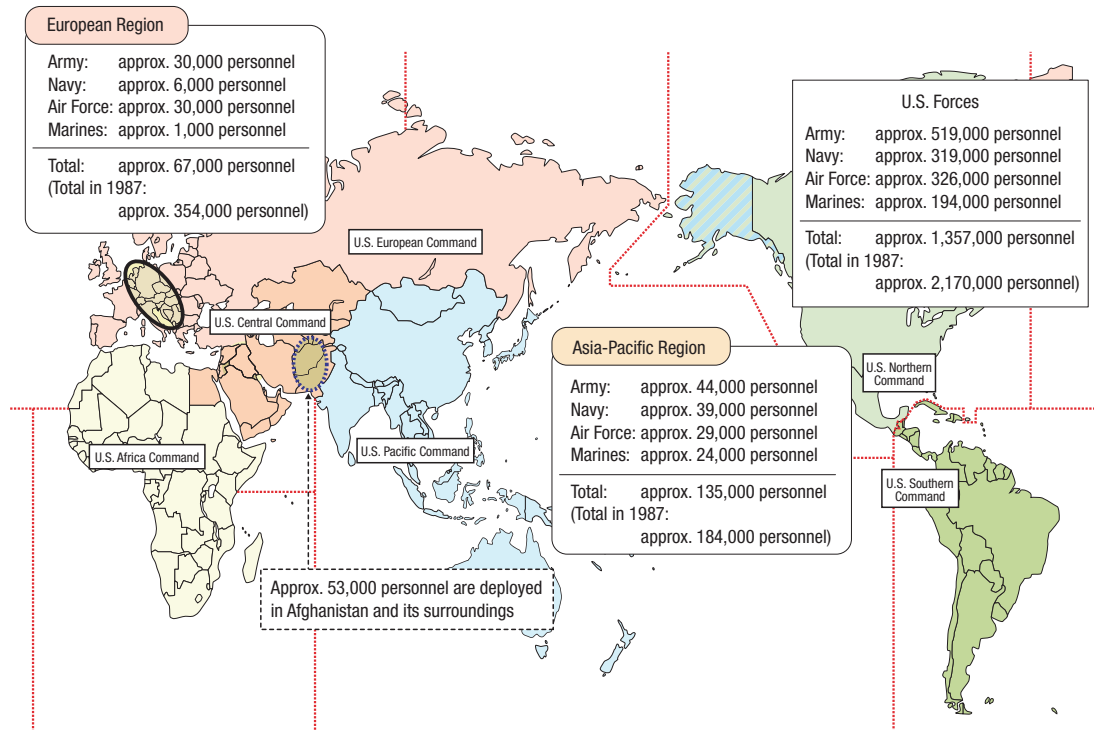 European Region
Army: approx. 30,000 personnel
Navy: approx. 6,000 personnel
Air Force: approx. 30,000 personnel
Marines: approx. 1,000 personnel
Total: approx. 67,000 personnel
(Total in 1987:
approx. 354,000 personnel)
U.S. Forces
Army: approx. 519,000 personnel
Navy: approx. 319,000 personnel
Air Force: approx. 326,000 personnel
Marines: approx. 194,000 personnel
Total: approx. 1,357,000 personnel
(Total in 1987:
approx. 2,170,000 personnel)
U.S. European Command
U.S. Central Command
Asia-Pacific Region
Army: approx. 44,000 personnel
Navy: approx. 39,000 personnel
Air Force: approx. 29,000 personnel
Marines: approx. 24,000 personnel
Total: approx. 135,000 personnel
(Total in 1987:
approx. 184,000 personnel)
U.S. Northern
Command
U.S. Africa Command
U.S. Pacific Command
U.S. Southern
Command
Approx. 53,000 personnel are deployed
in Afghanistan and its surroundings